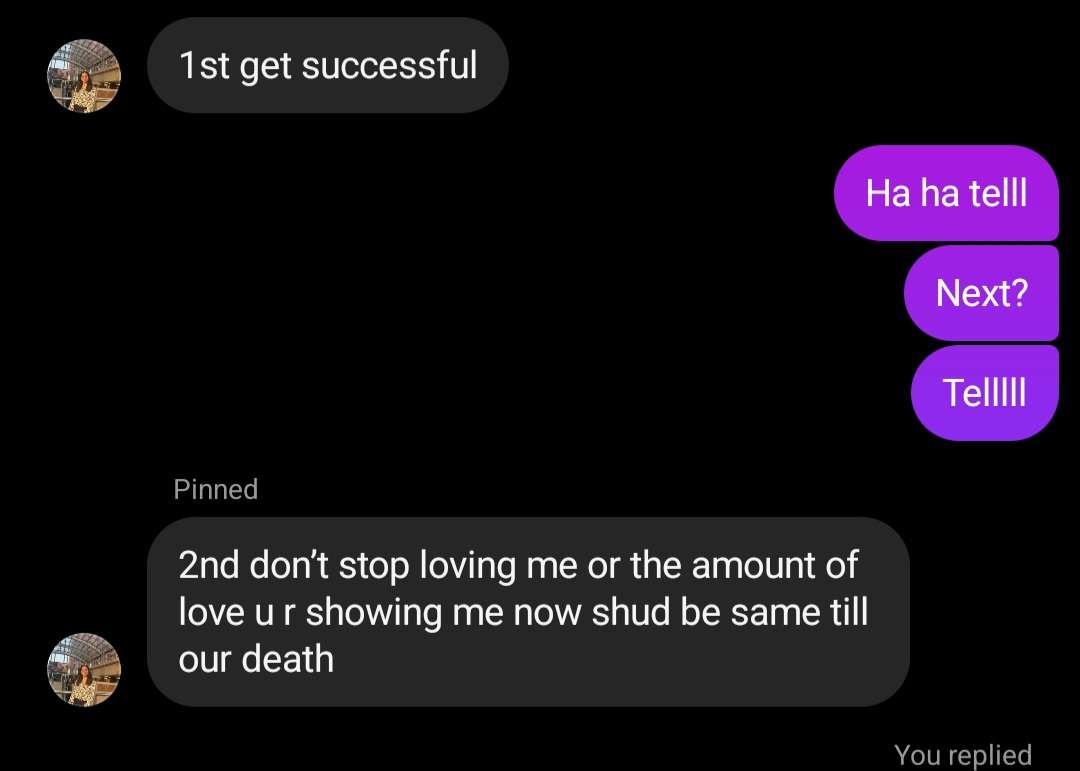 1st get successful
Ha ha telll
Next?
Telllll
Pinned
2nd don’t stop loving me or the amount of
love u r showing me now shud be same till
our death
You replied